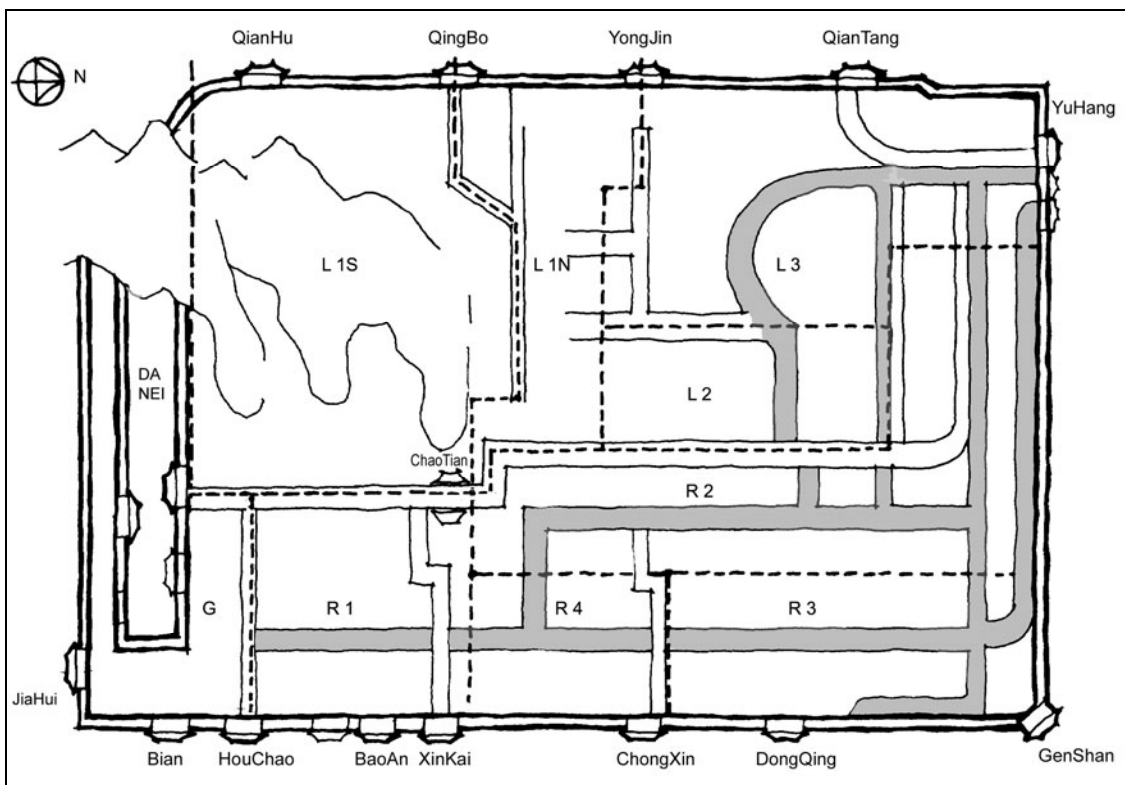 QianHu
QingBo
YongJin
QianTang
N
YuHang
L 1S
L 1N
L 3
DA
NEI
L 2
ChaoTian
R 2
G
R 1
R 4
R 3
JiaHui
Bian
HouChao
BaoAn
XinKai
ChongXin
DongQing
GenShan